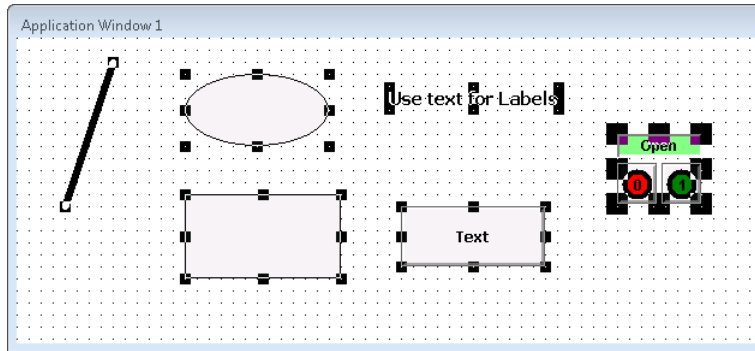 Application Window 1
Use text for Labels
Open
0 1
Text